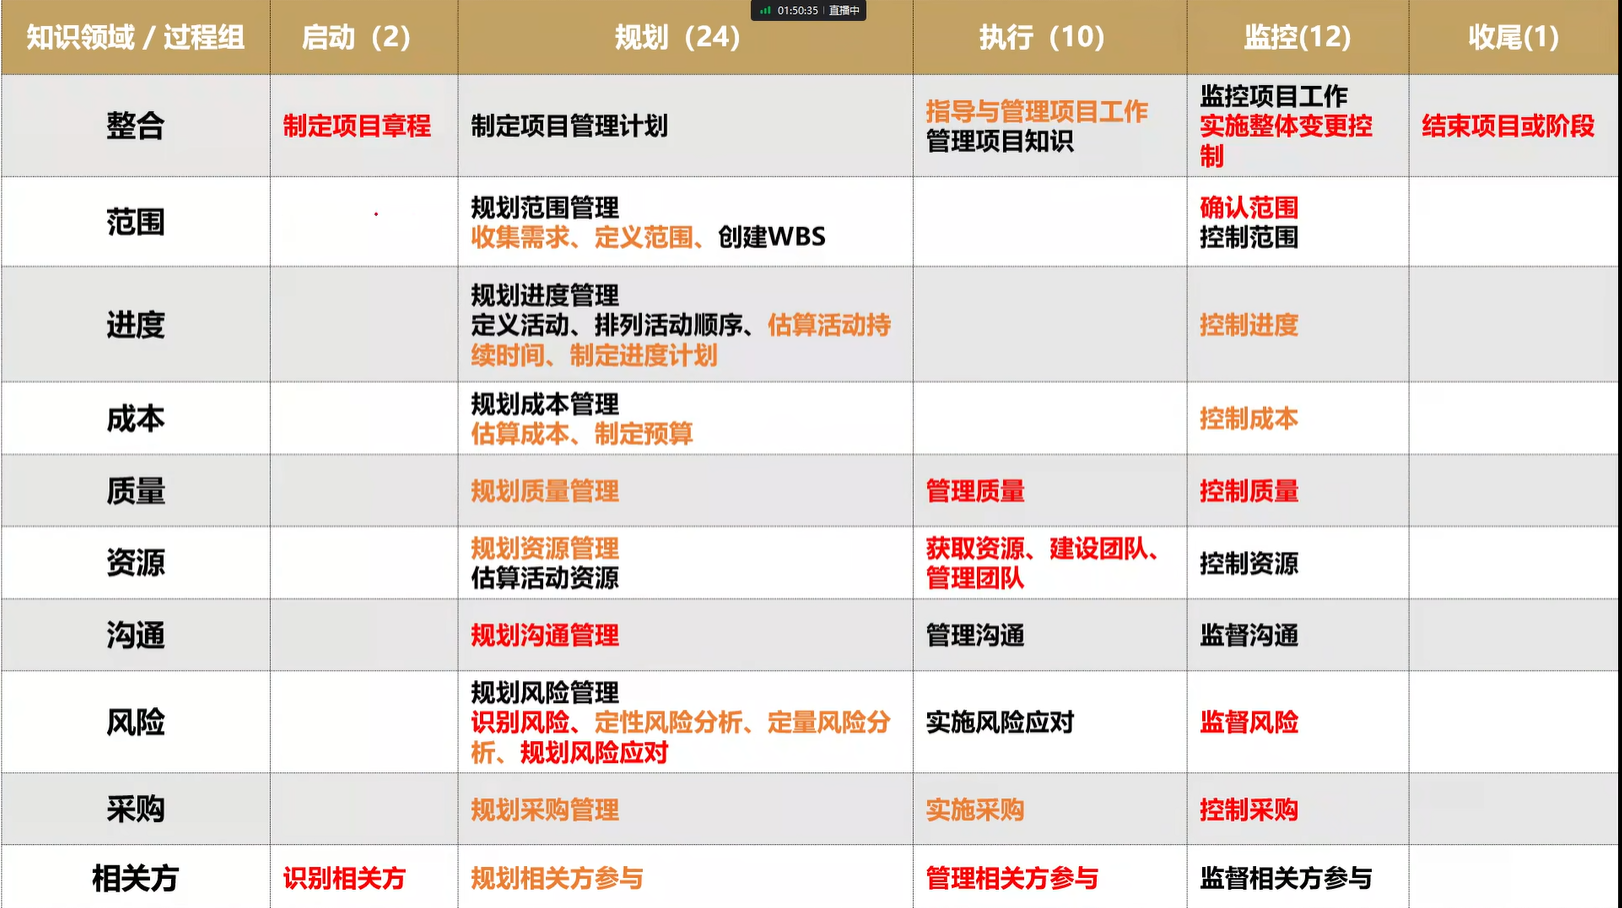 01:50:35 直播中
知识领域 / 过程组
启动（2）
规划（24）
执行（10）
监控(12)
收尾(1)
整合
制定项目章程
制定项目管理计划
指导与管理项目工作
管理项目知识
监控项目工作
实施整体变更控
制
结束项目或阶段
范围
规划范围管理
收集需求、定义范围、创建WBS
确认范围
控制范围
进度
规划进度管理
定义活动、排列活动顺序、估算活动持
续时间、制定进度计划
控制进度
成本
规划成本管理
估算成本、制定预算
控制成本
质量
规划质量管理
管理质量
控制质量
资源
规划资源管理
估算活动资源
获取资源、建设团队、
管理团队
控制资源
沟通
规划沟通管理
管理沟通
监督沟通
风险
规划风险管理
识别风险、定性风险分析、定量风险分
析、规划风险应对
实施风险应对
监督风险
采购
规划采购管理
实施采购
控制采购
相关方
识别相关方
规划相关方参与
管理相关方参与
监督相关方参与